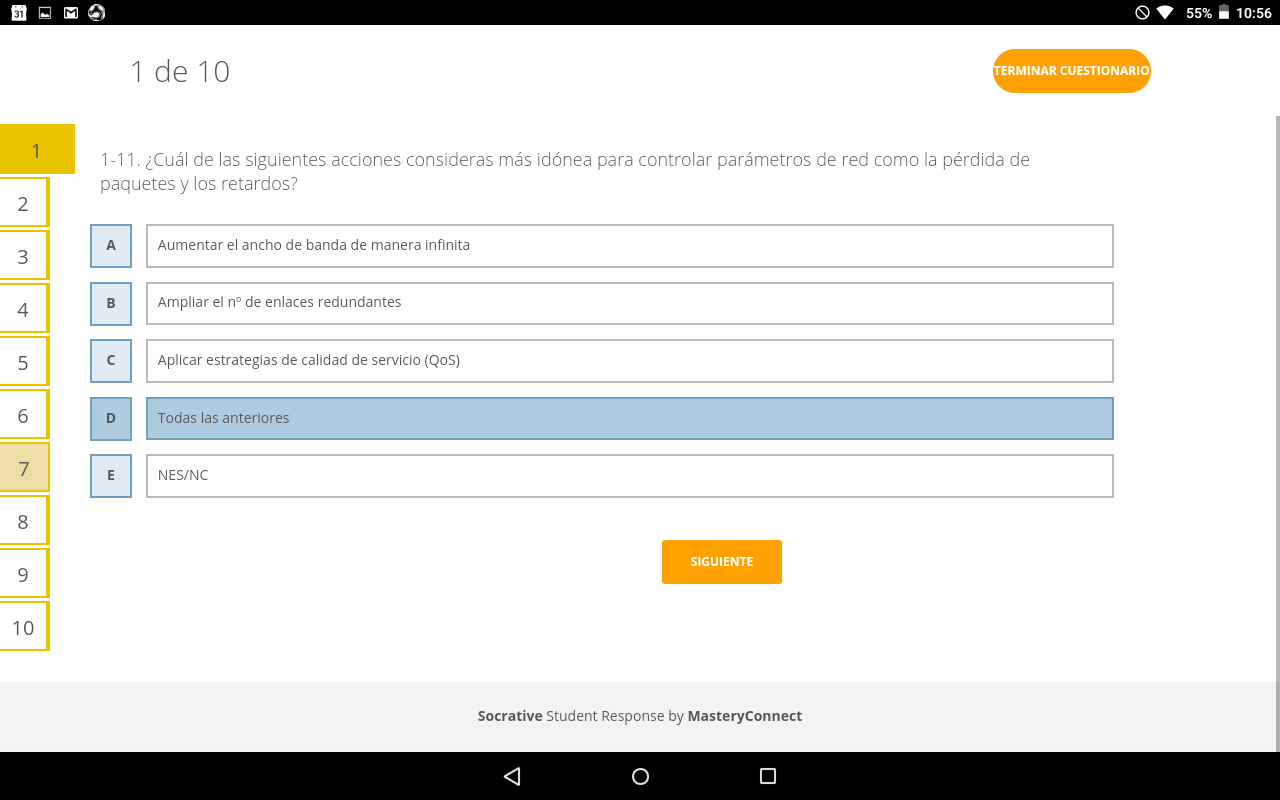 31
55% 10:56
1 de 10
TERMINAR CUESTIONARIO
1
2
3
4
5
6
7
8
9
10
1-11. ¿Cuál de las siguientes acciones consideras más idónea para controlar parámetros de red como la pérdida de
paquetes y los retardos?
A Aumentar el ancho de banda de manera infinita
B Ampliar el nº de enlaces redundantes
C Aplicar estrategias de calidad de servicio (QoS)
D Todas las anteriores
E NES/NC
SIGUIENTE
Socrative Student Response by MasteryConnect